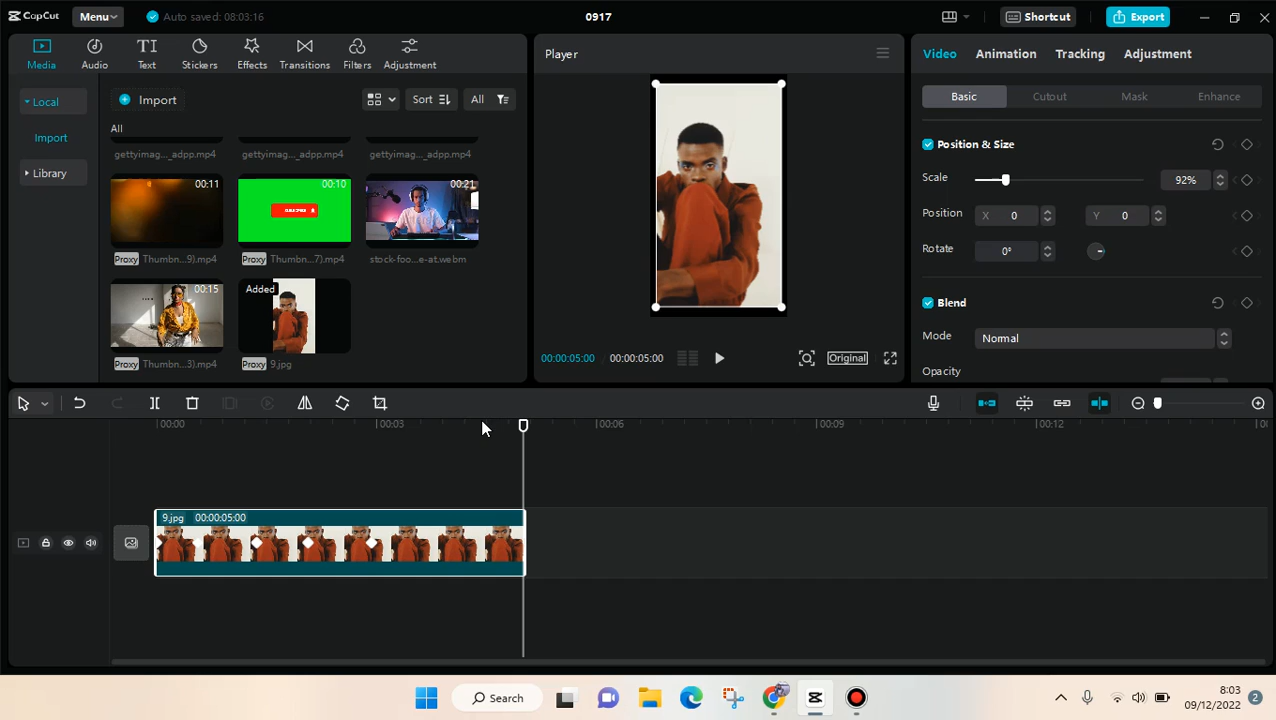 CapCut
Menu
Auto saved: 08:03:16
0917
Shortcut
Export
Media
Audio
Text
Stickers
Effects
Transitions
Filters
Adjustment
Player
Video
Animation
Tracking
Adjustment
Local
Import
Library
Import
Sort
All
All
gettyimag..._adpp.mp4
gettyimag..._adpp.mp4
gettyimag..._adpp.mp4
00:11
00:10
00:21
Proxy Thumbn...9).mp4
Proxy Thumbn...7).mp4
stock-foo...e-at.webm
00:15
Added
Proxy Thumbn...3).mp4
Proxy 9.jpg
00:00:05:00
00:00:05:00
Original
Basic
Cutout
Mask
Enhance
Position & Size
Scale
92%
Position
X 0
Y 0
Rotate
0°
Blend
Mode
Normal
Opacity
00:00
00:03
00:06
00:09
00:12
9.jpg 00:00:05:00
Search
8:03
09/12/2022
2